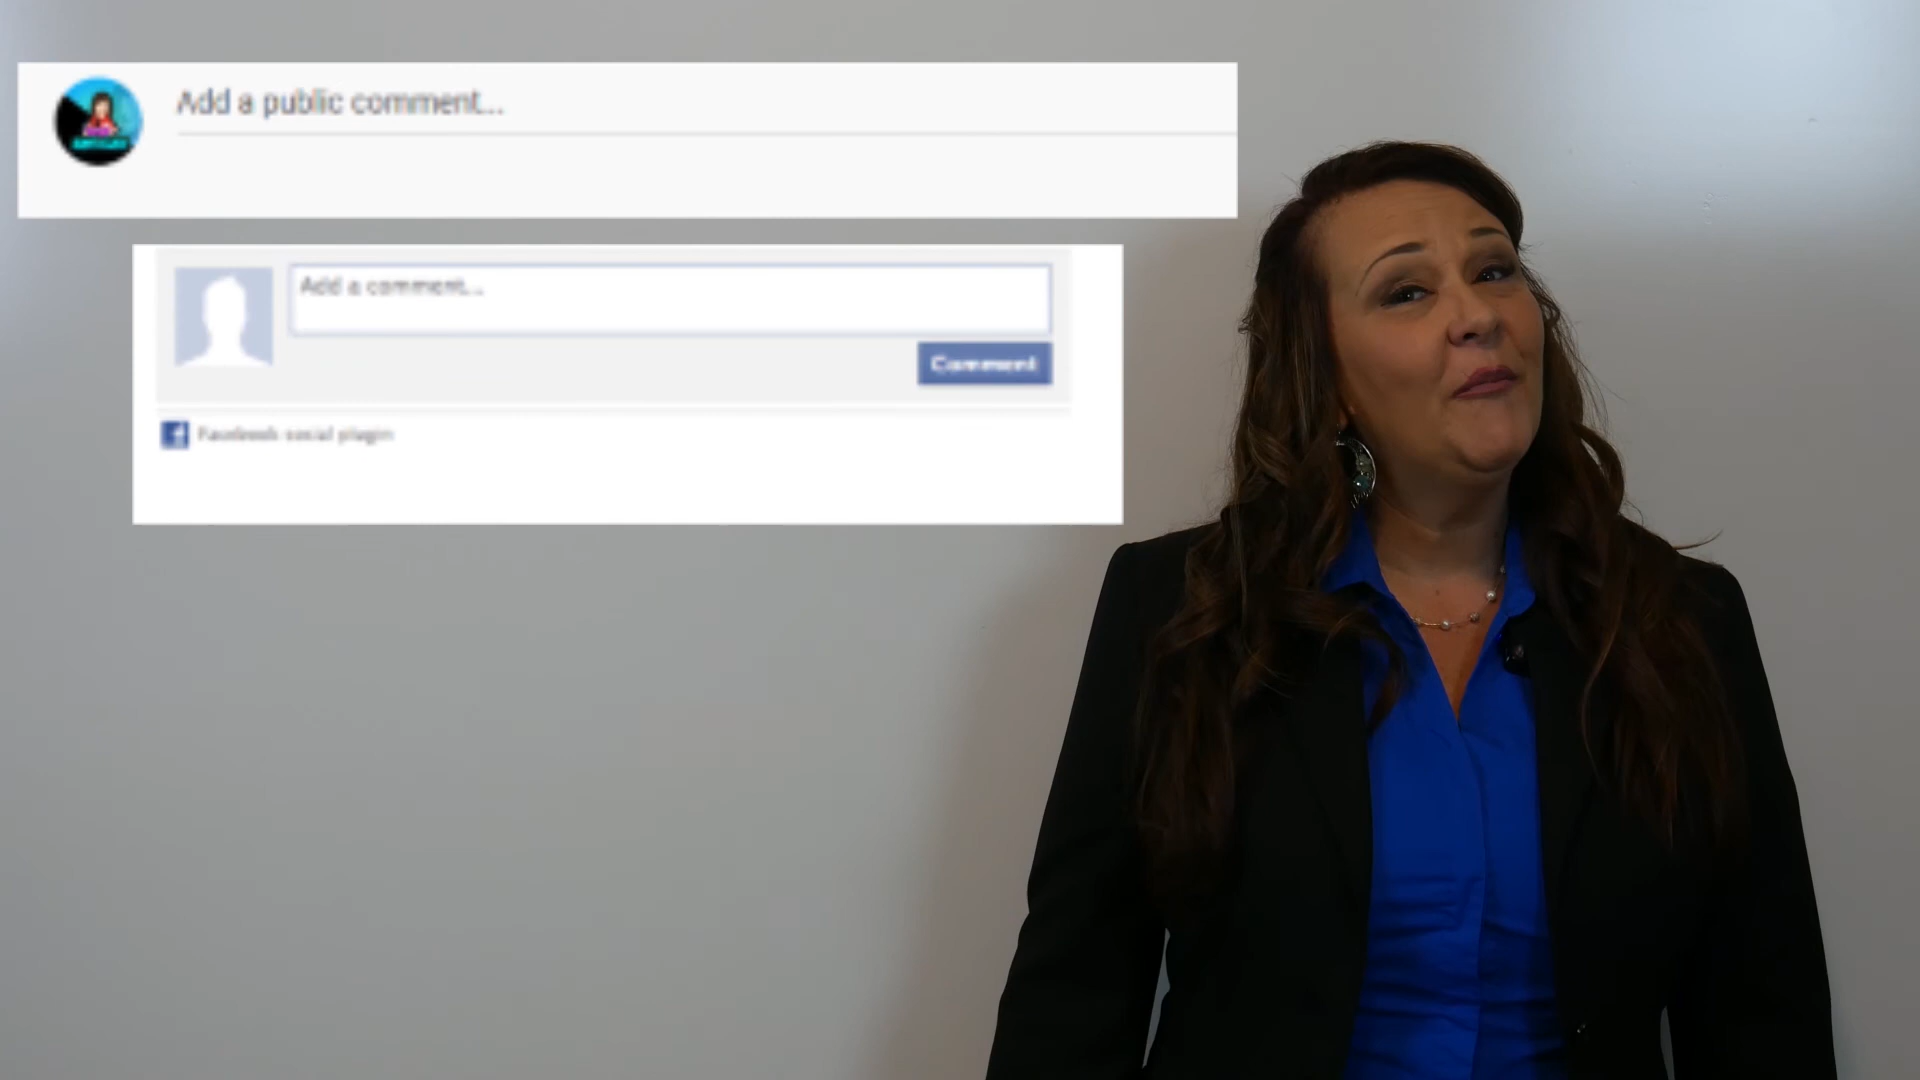 Add a public comment...
Add a comment...
Comment
Facebook social plugin